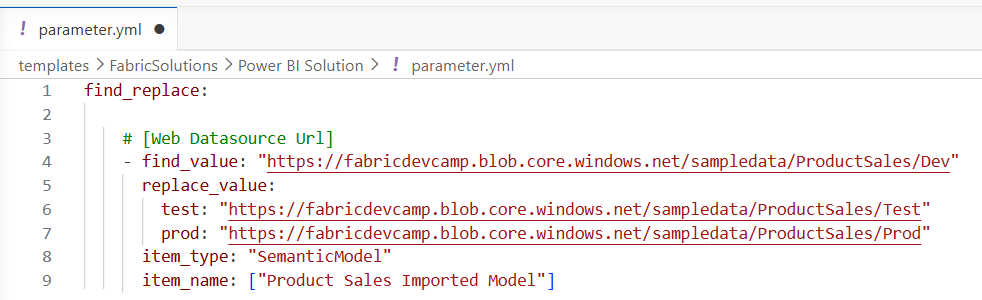 ! parameter.yml ●
templates > FabricSolutions > Power BI Solution > ! parameter.yml
1 find_replace:
2
3 # [Web Datasource Url]
4 - find_value: "https://fabricdevcamp.blob.core.windows.net/sampledata/ProductSales/Dev"
5 replace_value:
6 test: "https://fabricdevcamp.blob.core.windows.net/sampledata/ProductSales/Test"
7 prod: "https://fabricdevcamp.blob.core.windows.net/sampledata/ProductSales/Prod"
8 item_type: "SemanticModel"
9 item_name: ["Product Sales Imported Model"]